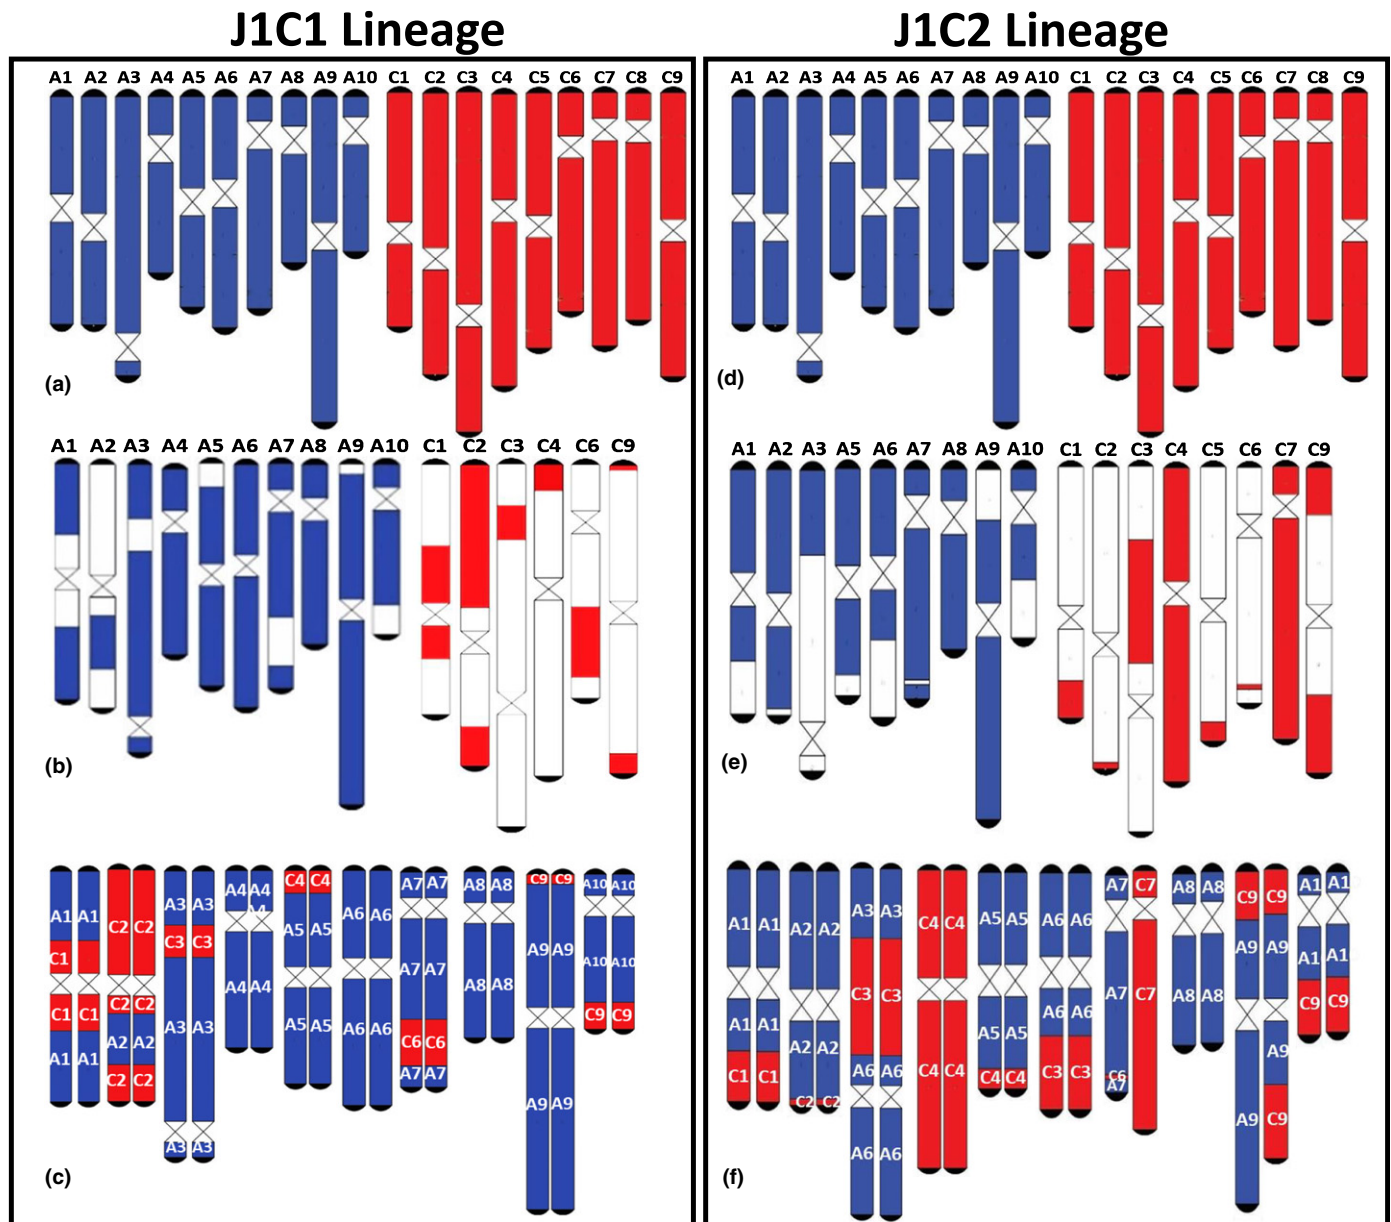 J1C1 Lineage
J1C2 Lineage
A1 A2 A3 A4 A5 A6 A7 A8 A9 A10 C1 C2 C3 C4 C5 C6 C7 C8 C9
(a)
A1 A2 A3 A4 A5 A6 A7 A8 A9 A10 C1 C2 C3 C4 C5 C6 C7 C8 C9
(d)
A1 A2 A3 A4 A5 A6 A7 A8 A9 A10 C1 C2 C3 C4 C6 C9
(b)
A1 A2 A3 A5 A6 A7 A8 A9 A10 C1 C2 C3 C4 C5 C6 C7 C9
(e)
C4 C4 C9 C9
A7 A7 A8 A8 A10 A10
A4 A4
A3 A3
A1 A1 C2 C2 A6 A6
A4
A5 A5
C3 C3 A9 A9
C1 A10 A10
A7 A7
A4 A4 A8 A8
C2 C2
C1 C1 C9 C9
A5 A5 A6 A6
A3 A3
C6 C6
A2 A2
A1 A1
A7 A7
C2 C2
A9 A9
A3 A3
(c)
A7 C7 A8 A8 A1 A1
C9 C9
A3 A3
A1 A1 A2 A2 C4 C4 A5 A5 A6 A6
A9 A9
A1 A1
C3 C3 A7 C7
C9 C9
A6 A6
A1 A1 A2 A2 A5 A5 A8 A8
A9
A6 A6 C3 C3
C1 C1 C4 C4 C4 C4 C6
A7
C2 C2
A9 C9
A6 A6
(f)